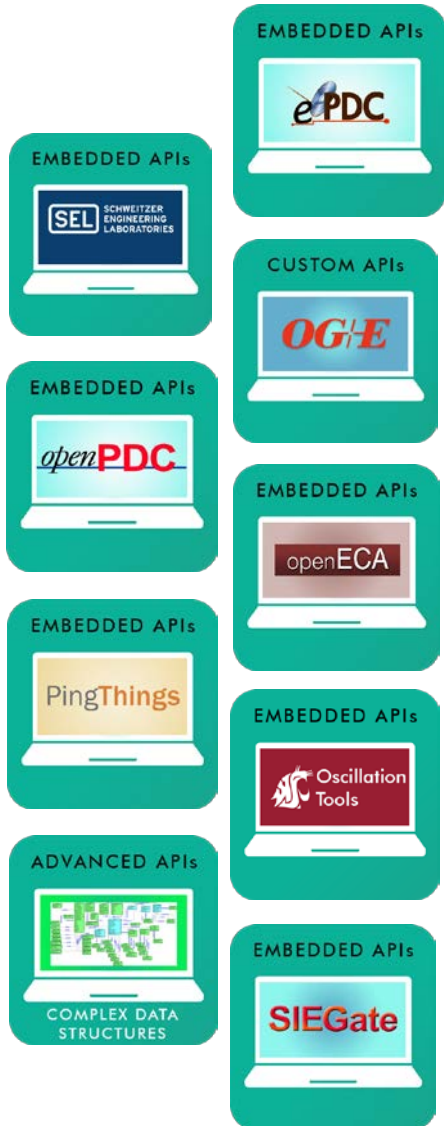 EMBEDDED APIs
ePDC
EMBEDDED APIs
SEL SCHWEITZER
ENGINEERING
LABORATORIES
CUSTOM APIs
OG+E
EMBEDDED APIs
openPDC
EMBEDDED APIs
openECA
EMBEDDED APIs
PingThings
EMBEDDED APIs
Oscillation
Tools
ADVANCED APIs
COMPLEX DATA
STRUCTURES
EMBEDDED APIs
SIEGate